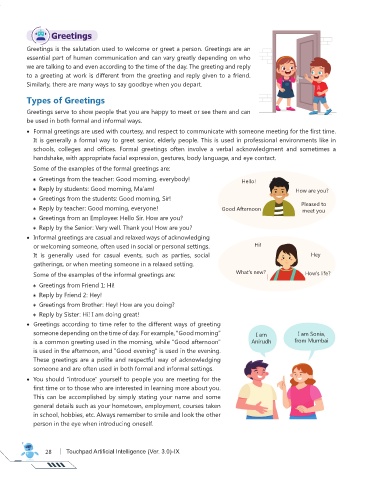 Greetings
Greetings is the salutation used to welcome or greet a person. Greetings are an
essential part of human communication and can vary greatly depending on who
we are talking to and even according to the time of the day. The greeting and reply
to a greeting at work is different from the greeting and reply given to a friend.
Similarly, there are many ways to say goodbye when you depart.
Types of Greetings
Greetings serve to show people that you are happy to meet or see them and can
be used in both formal and informal ways.
• Formal greetings are used with courtesy, and respect to communicate with someone meeting for the first time.
It is generally a formal way to greet senior, elderly people. This is used in professional environments like in
schools, colleges and offices. Formal greetings often involve a verbal acknowledgment and sometimes a
handshake, with appropriate facial expression, gestures, body language, and eye contact.
Some of the examples of the formal greetings are:
• Greetings from the teacher: Good morning, everybody!
• Reply by students: Good morning, Ma'am!
• Greetings from the students: Good morning, Sir!
• Reply by teacher: Good morning, everyone!
• Greetings from an Employee: Hello Sir. How are you?
• Reply by the Senior: Very well. Thank you! How are you?
Hello!
How are you?
Good Afternoon
Pleased to
meet you
• Informal greetings are casual and relaxed ways of acknowledging
or welcoming someone, often used in social or personal settings.
It is generally used for casual events, such as parties, social
gatherings, or when meeting someone in a relaxed setting.
Some of the examples of the informal greetings are:
• Greetings from Friend 1: Hi!
• Reply by Friend 2: Hey!
• Greetings from Brother: Hey! How are you doing?
• Reply by Sister: Hi! I am doing great!
Hi!
Hey
What's new?
How's life?
• Greetings according to time refer to the different ways of greeting
someone depending on the time of day. For example, "Good morning"
is a common greeting used in the morning, while "Good afternoon"
is used in the afternoon, and "Good evening" is used in the evening.
These greetings are a polite and respectful way of acknowledging
someone and are often used in both formal and informal settings.
• You should "introduce" yourself to people you are meeting for the
first time or to those who are interested in learning more about you.
This can be accomplished by simply stating your name and some
general details such as your hometown, employment, courses taken
in school, hobbies, etc. Always remember to smile and look the other
person in the eye when introducing oneself.
I am
Anirudh
I am Sonia,
from Mumbai
28 | Touchpad Artificial Intelligence (Ver. 3.0)-IX